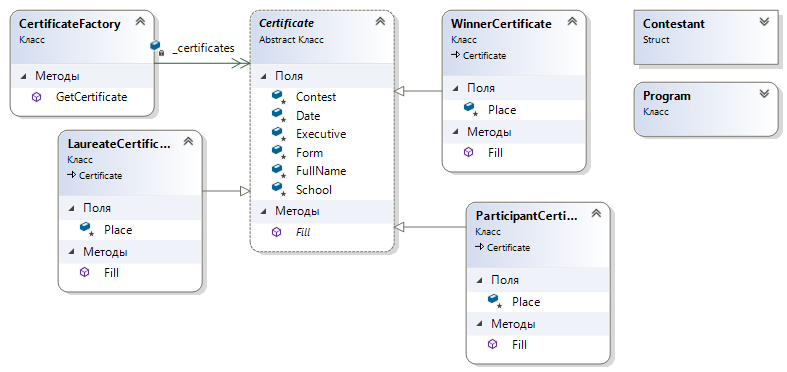 CertificateFactory
Класс
Методы
GetCertificate
_certificates
Certificate
Abstract Класс
Поля
Contest
Date
Executive
Form
FullName
School
Методы
Fill
WinnerCertificate
Класс
Certificate
Поля
Place
Методы
Fill
Contestant
Struct
Program
Класс
LaureateCertific...
Класс
Certificate
Поля
Place
Методы
Fill
ParticipantCerti...
Класс
Certificate
Поля
Place
Методы
Fill